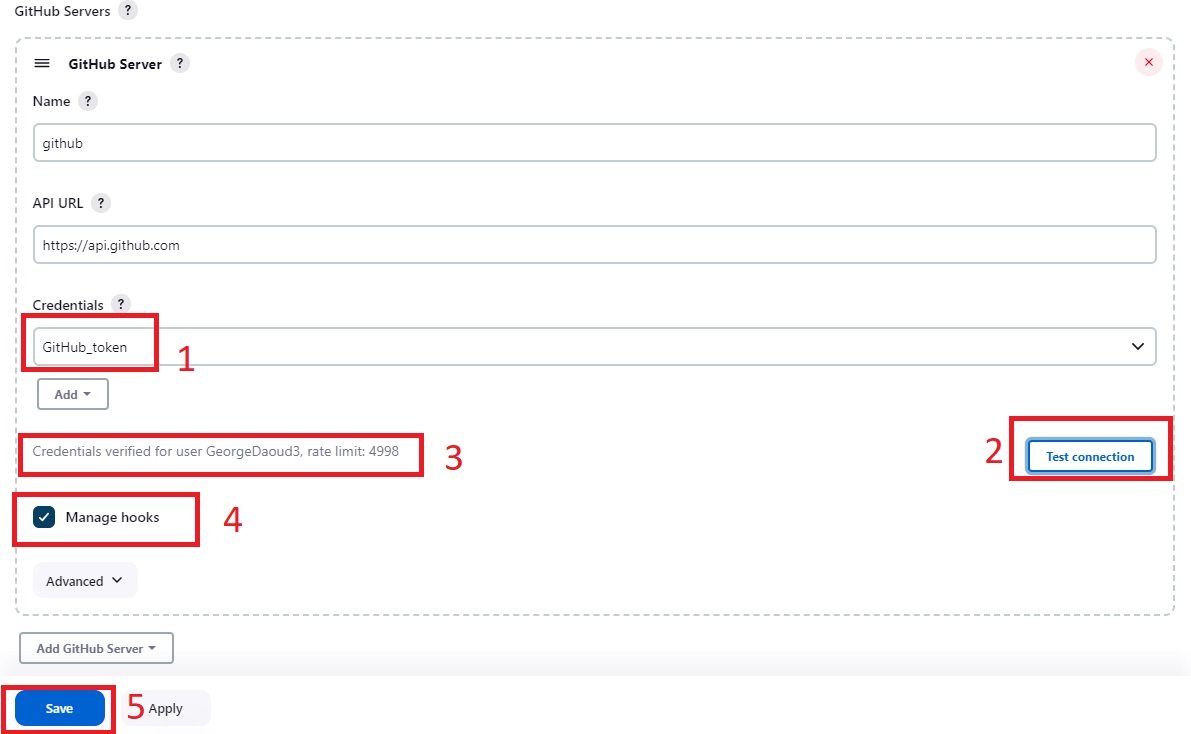 GitHub Servers ?
GitHub Server ?
Name ?
github
API URL ?
https://api.github.com
Credentials ?
GitHub_token
1
Add
Credentials verified for user GeorgeDaoud3, rate limit: 4998
3
2
Test connection
Manage hooks
4
Advanced
Add GitHub Server
Save
5
Apply